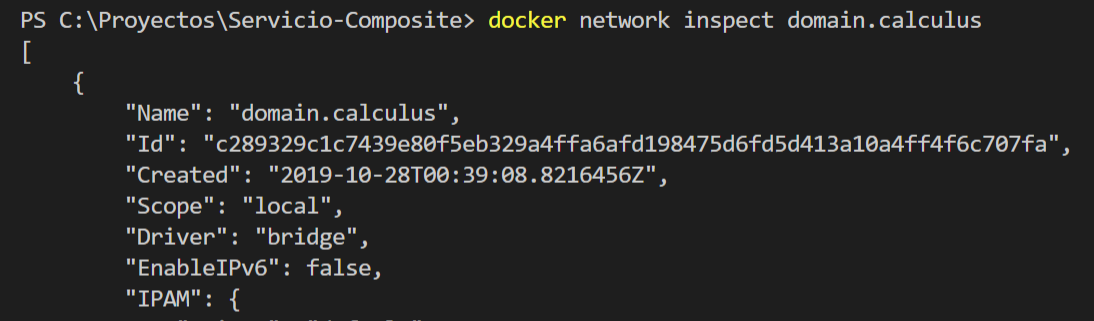 PS C:\Proyectos\Servicio-Composite> docker network inspect domain.calculus
[
{
"Name": "domain.calculus",
"Id": "c289329c1c7439e80f5eb329a4ffa6afd198475d6fd5d413a10a4ff4f6c707fa",
"Created": "2019-10-28T00:39:08.8216456Z",
"Scope": "local",
"Driver": "bridge",
"EnableIPv6": false,
"IPAM": {